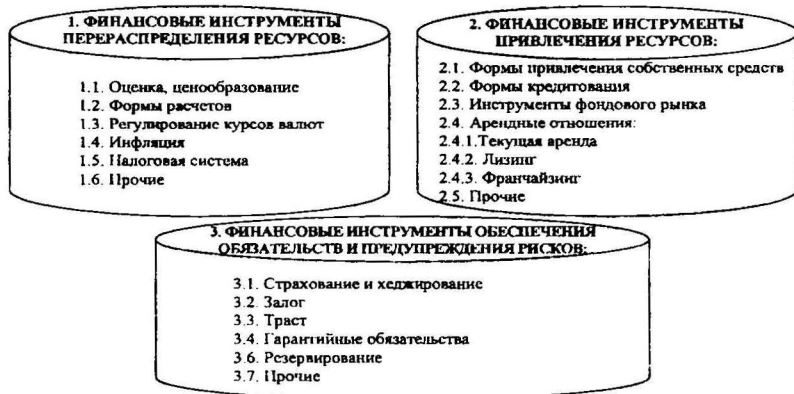 1. ФИНАНСОВЫЕ ИНСТРУМЕНТЫ
ПЕРЕРАСПРЕДЕЛЕНИЯ РЕСУРСОВ:
1.1. Оценка, ценообразование
1.2. Формы расчетов
1.3. Регулирование курсов валют
1.4. Инфляция
1.5. Налоговая система
1.6. Прочие
2. ФИНАНСОВЫЕ ИНСТРУМЕНТЫ
ПРИВЛЕЧЕНИЯ РЕСУРСОВ:
2.1. Формы привлечения собственных средств
2.2. Формы кредитования
2.3. Инструменты фондового рынка
2.4. Арендные отношения:
2.4.1.Текущая аренда
2.4.2. Лизинг
2.4.3. Франчайзинг
2.5. Прочие
3. ФИНАНСОВЫЕ ИНСТРУМЕНТЫ ОБЕСПЕЧЕНИЯ
ОБЯЗАТЕЛЬСТВ И ПРЕДУПРЕЖДЕНИЯ РИСКОВ:
3.1. Страхование и хеджирование
3.2. Залог
3.3. Траст
3.4. Гарантийные обязательства
3.6. Резервирование
3.7. Прочие